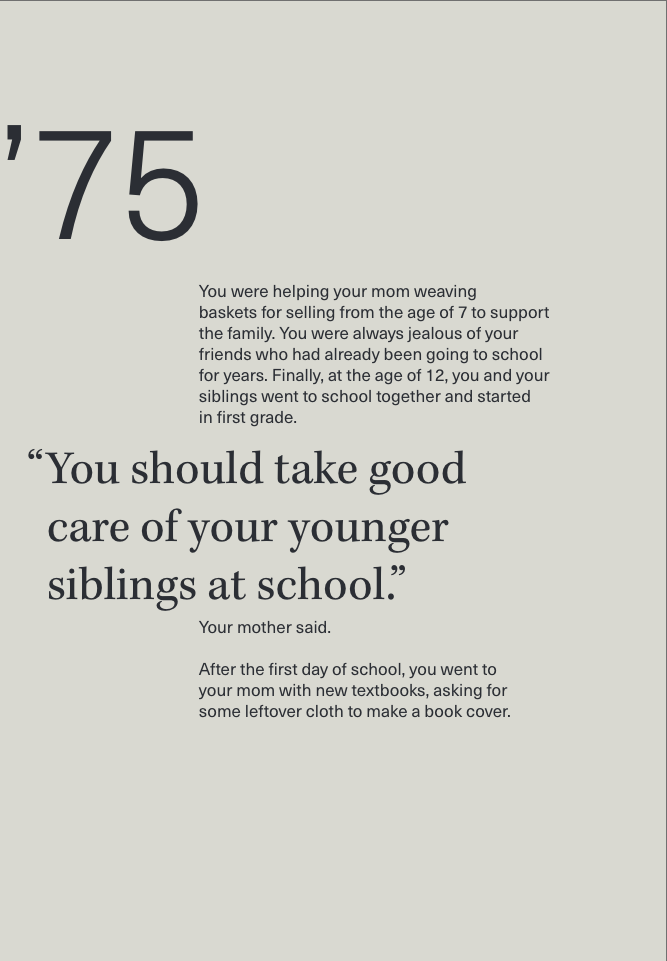 ’75
You were helping your mom weaving
baskets for selling from the age of 7 to support
the family. You were always jealous of your
friends who had already been going to school
for years. Finally, at the age of 12, you and your
siblings went to school together and started
in first grade.
“You should take good
care of your younger
siblings at school.”
Your mother said.
After the first day of school, you went to
your mom with new textbooks, asking for
some leftover cloth to make a book cover.